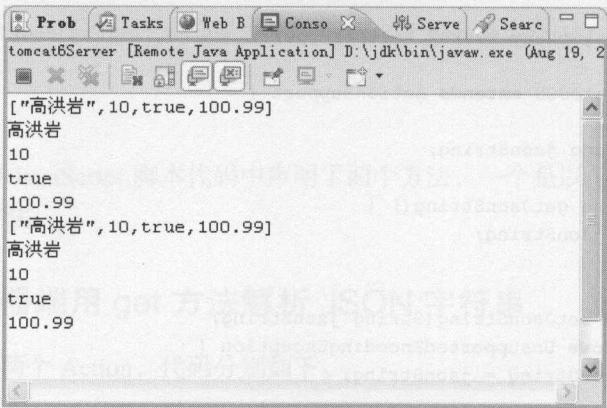 Prob Tasks Web B Conso Serve Searc
tomcat6Server [Remote Java Application] D:\jdk\bin\javaw.exe (Aug 19, 2
["高洪岩",10,true,100.99]
高洪岩
10
true
100.99
["高洪岩",10,true,100.99]
高洪岩
10
true
100.99